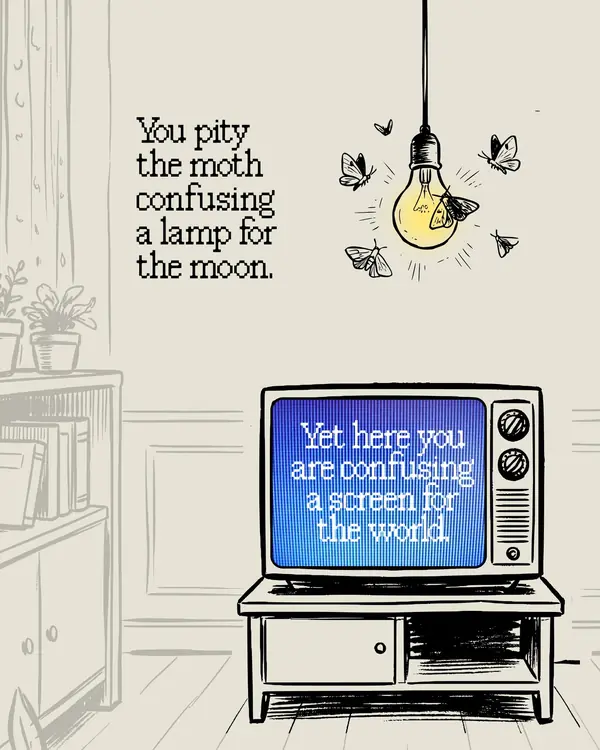 You pity
the moth
confusing
a lamp for
the moon.
Yet here you
are confusing
a screen for
the world.